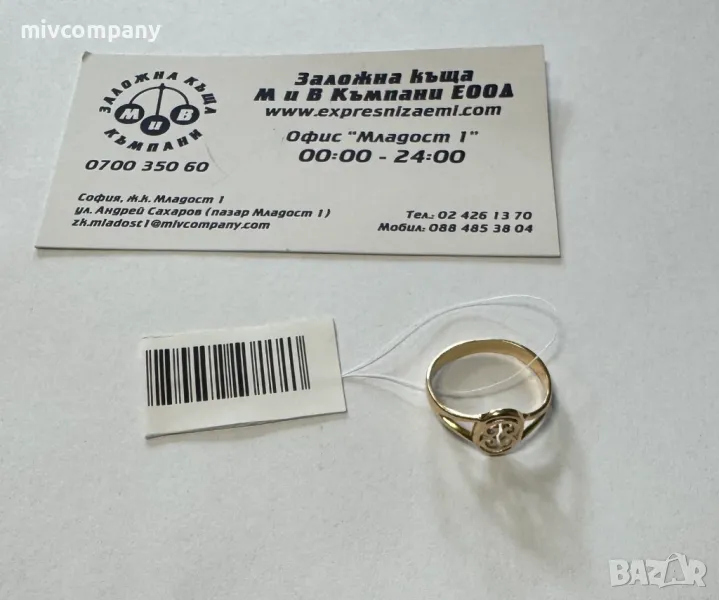 mivcompany
ЗАЛОЖНА КЪЩА
М и В
КЪМПАНИ
0700 350 60
Заложна къща
М и В Къмпани ЕООД
www.expresnizaemi.com
Офис "Младост 1"
00:00 - 24:00
София, ж.к. Младост 1
ул. Андрей Сахаров (пазар Младост 1)
zk.mladost1@mivcompany.com
Тел.: 02 426 13 70
Мобил.: 088 485 38 04
BAZAR